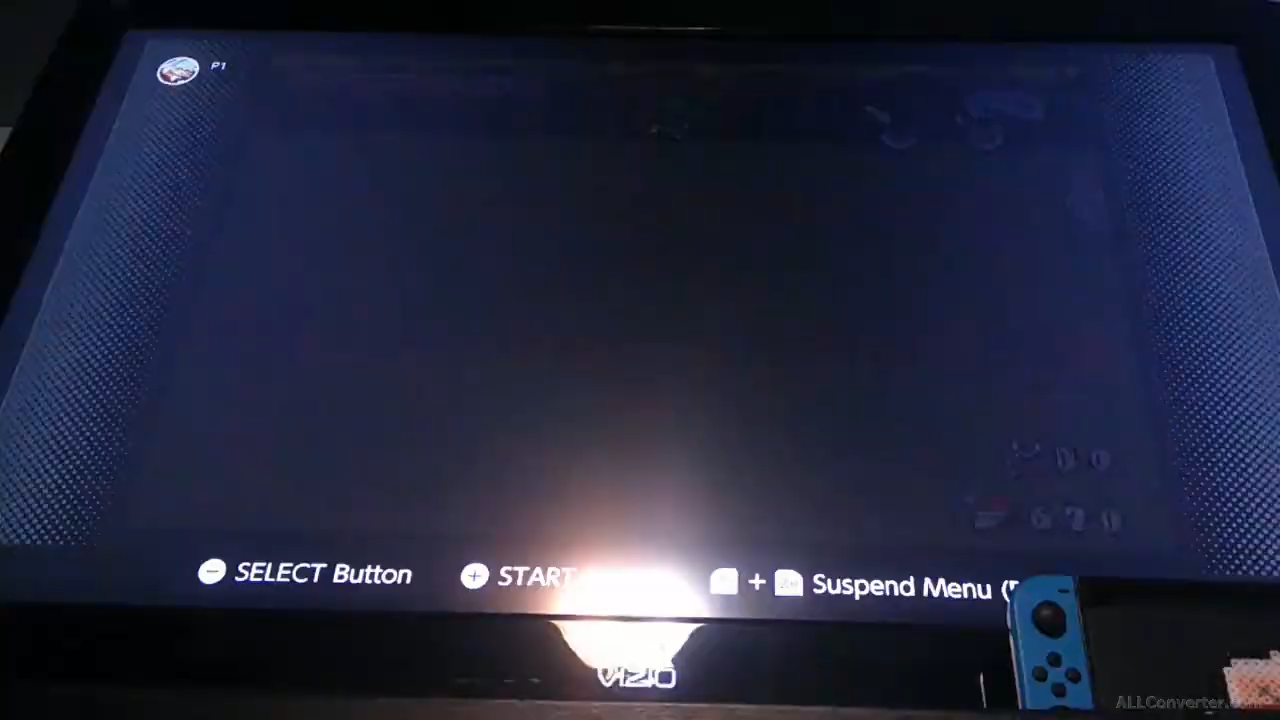 P1
SELECT Button
START
+
Suspend Menu (
VIZIO
ALLConverter.com